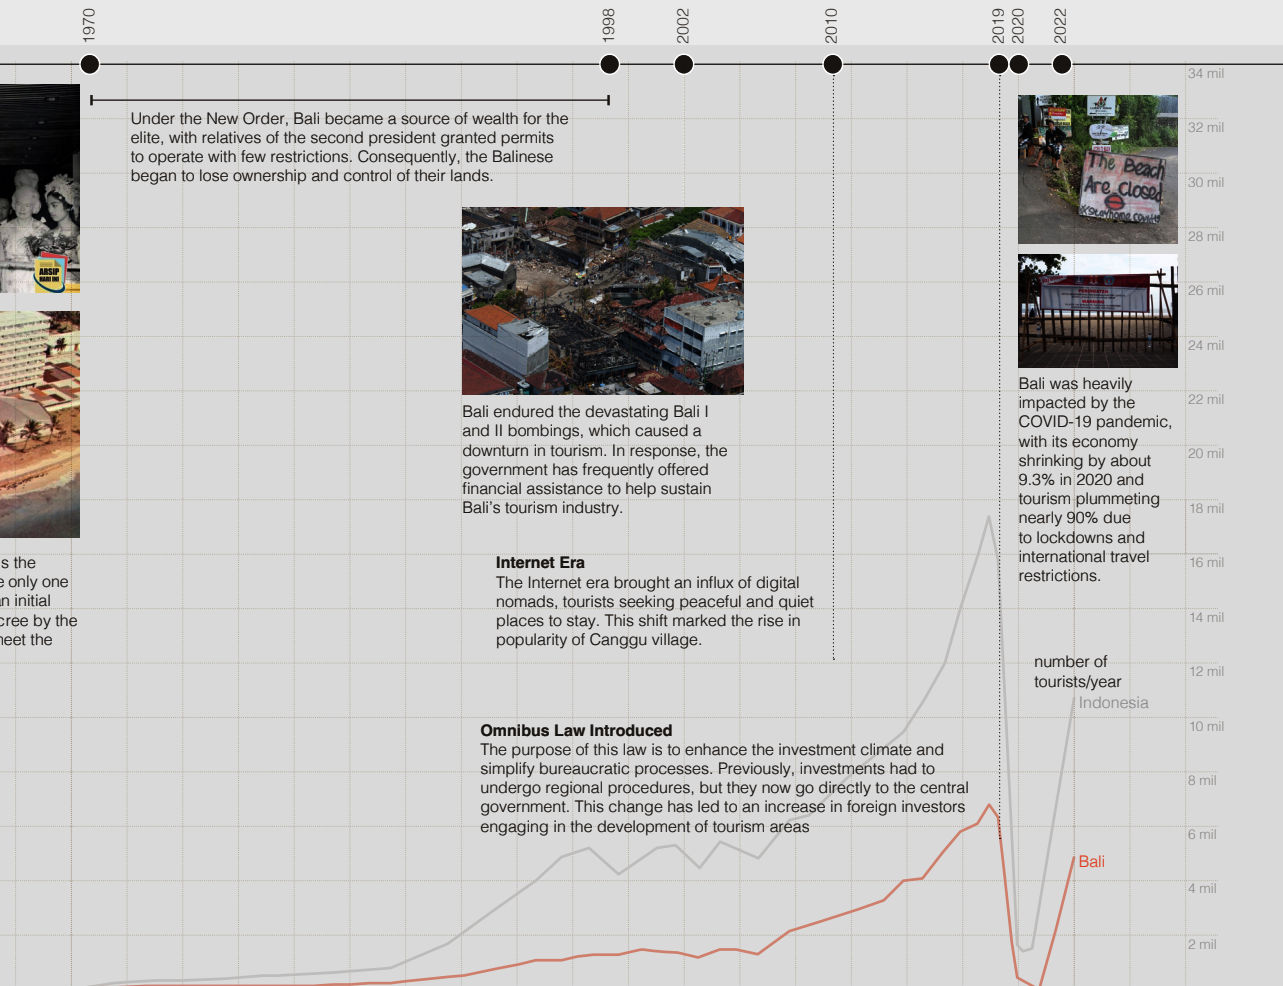 1970
1998
2002
2010
2019
2020
2022
34 mil
32 mil
30 mil
28 mil
26 mil
24 mil
22 mil
20 mil
18 mil
16 mil
14 mil
12 mil
10 mil
8 mil
6 mil
4 mil
2 mil
Under the New Order, Bali became a source of wealth for the
elite, with relatives of the second president granted permits
to operate with few restrictions. Consequently, the Balinese
began to lose ownership and control of their lands.
ARSIP
HARI INI
s the
e only one
n initial
cree by the
neet the
Bali endured the devastating Bali I
and II bombings, which caused a
downturn in tourism. In response, the
government has frequently offered
financial assistance to help sustain
Bali's tourism industry.
Internet Era
The Internet era brought an influx of digital
nomads, tourists seeking peaceful and quiet
places to stay. This shift marked the rise in
popularity of Canggu village.
Omnibus Law Introduced
The purpose of this law is to enhance the investment climate and
simplify bureaucratic processes. Previously, investments had to
undergo regional procedures, but they now go directly to the central
government. This change has led to an increase in foreign investors
engaging in the development of tourism areas
The Beach
Are closed
Bali was heavily
impacted by the
COVID-19 pandemic,
with its economy
shrinking by about
9.3% in 2020 and
tourism plummeting
nearly 90% due
to lockdowns and
international travel
restrictions.
number of
tourists/year
Indonesia
Bali